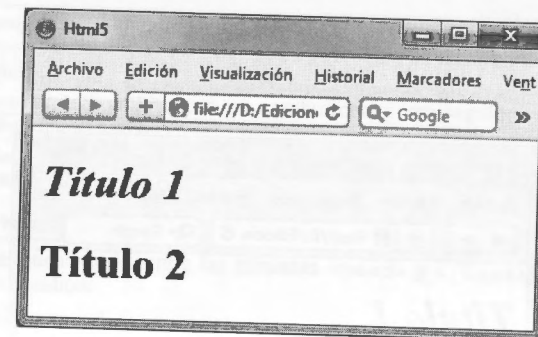 Html5
Archivo Edición Visualización Historial Marcadores Vent
file:///D:/Edicion Google
Título 1
Título 2